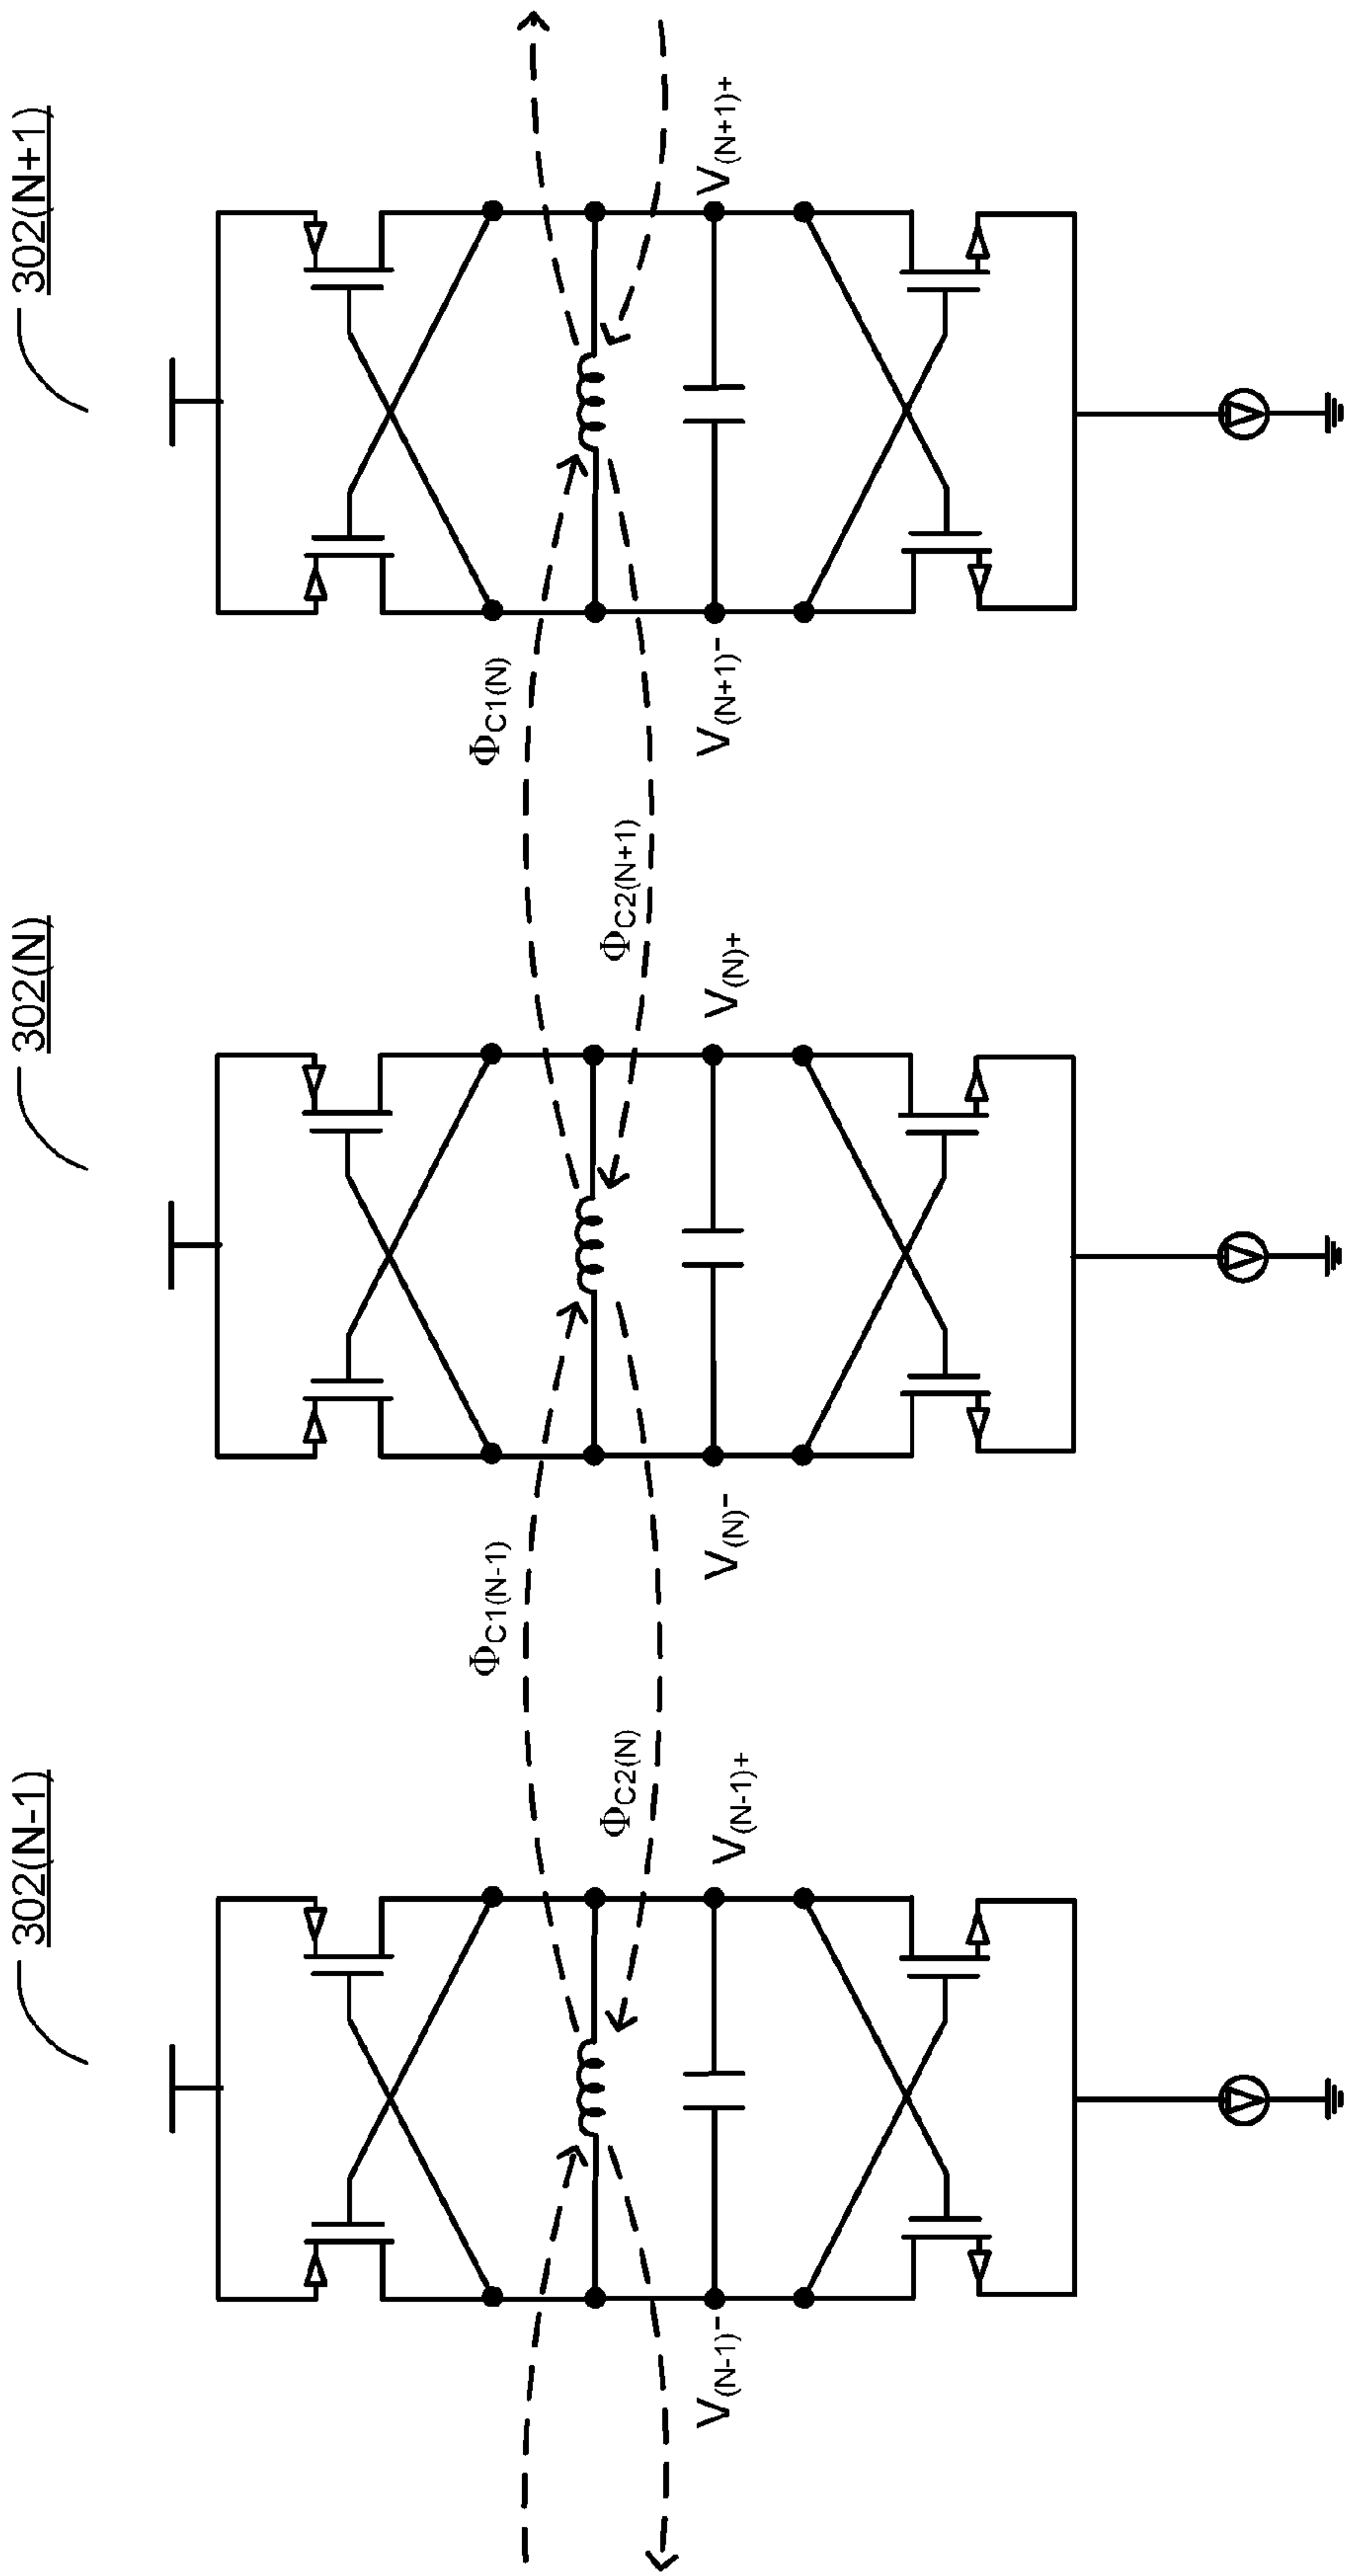 302(N-1)
302(N)
302(N+1)
ΦC1(N-1)
ΦC1(N)
ΦC2(N)
ΦC2(N+1)
V(N-1)-
V(N-1)+
V(N)-
V(N)+
V(N+1)-
V(N+1)+